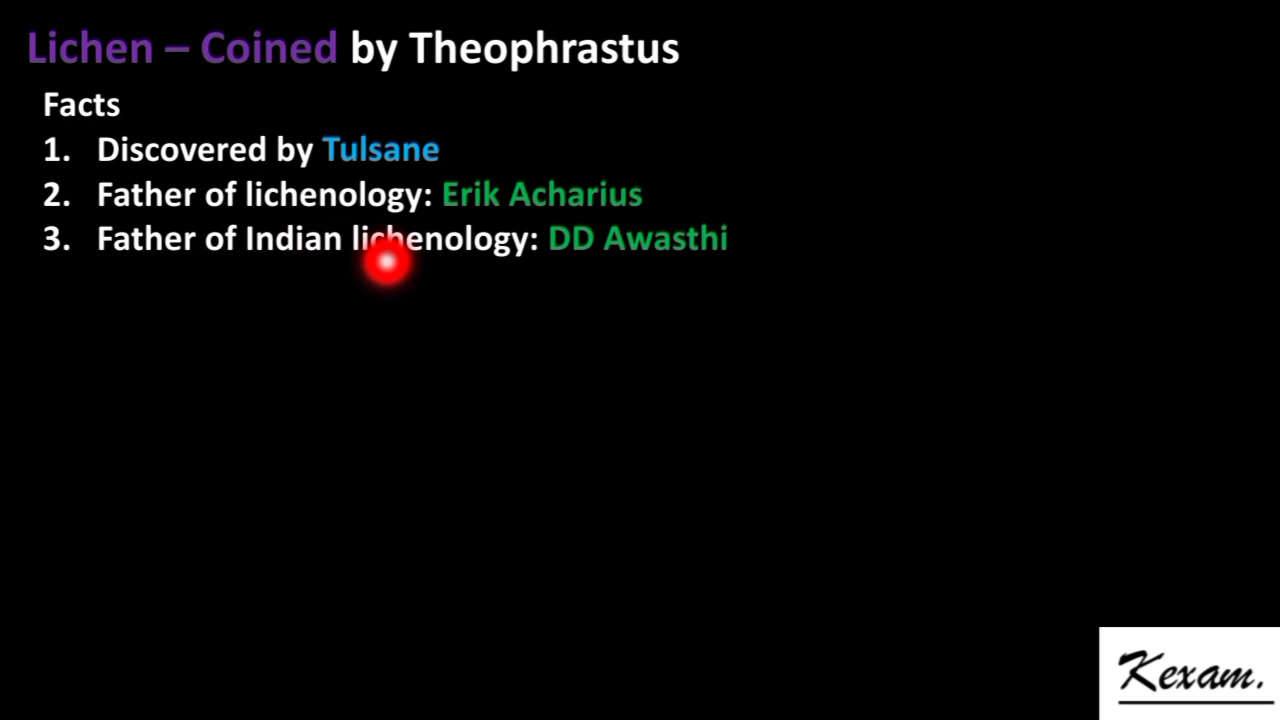 Lichen – Coined by Theophrastus
Facts
1. Discovered by Tulsane
2. Father of lichenology: Erik Acharius
3. Father of Indian lichenology: DD Awasthi
Kexam.